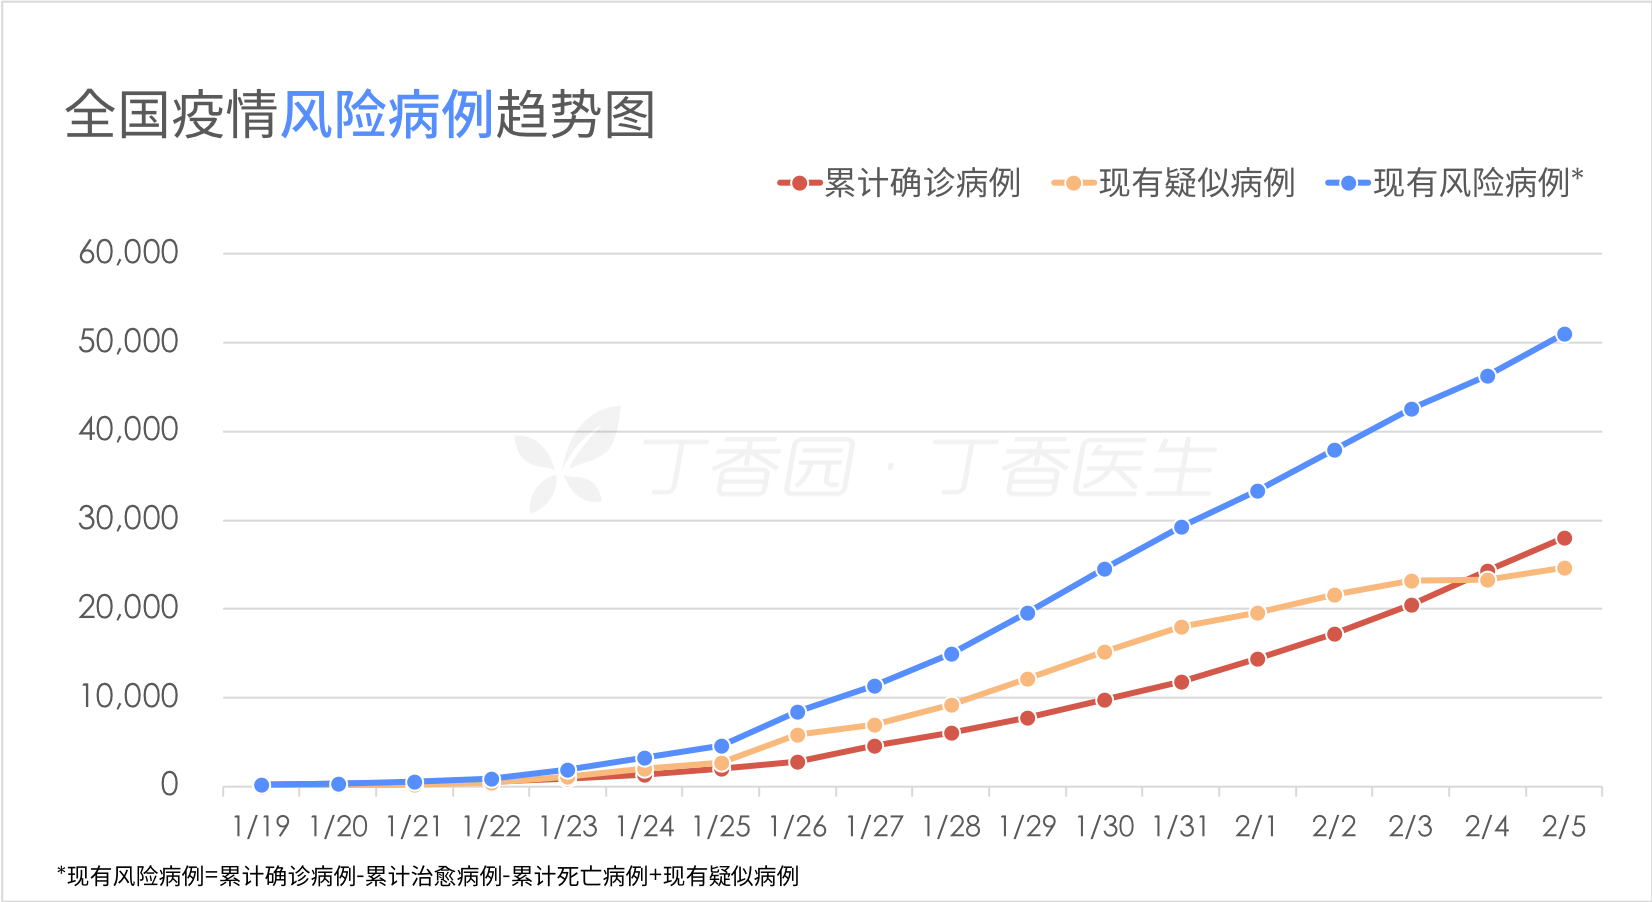 全国疫情风险病例趋势图
累计确诊病例 现有疑似病例 现有风险病例*
60,000
50,000
40,000
丁香园 · 丁香医生
30,000
20,000
10,000
0
1/19 1/20 1/21 1/22 1/23 1/24 1/25 1/26 1/27 1/28 1/29 1/30 1/31 2/1 2/2 2/3 2/4 2/5
*现有风险病例=累计确诊病例-累计治愈病例-累计死亡病例+现有疑似病例